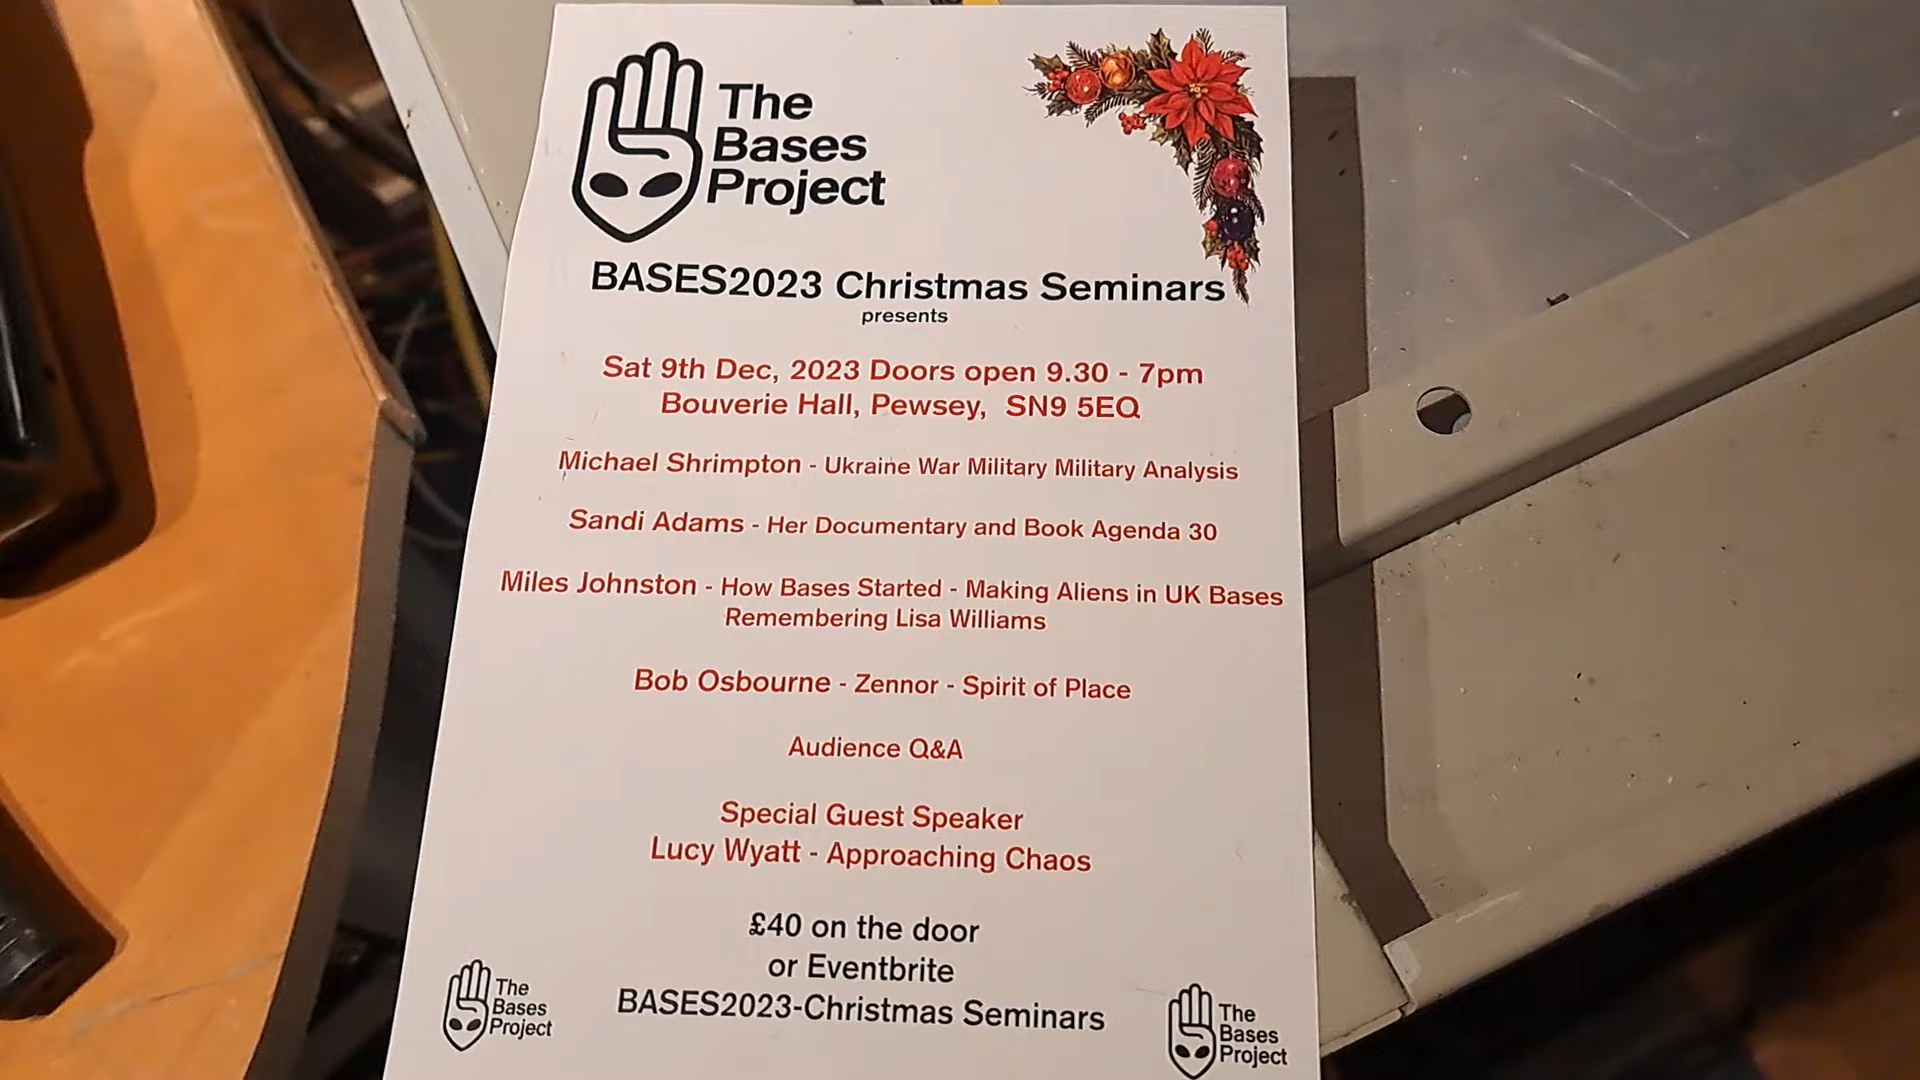 The
Bases
Project
BASES2023 Christmas Seminars
presents
Sat 9th Dec, 2023 Doors open 9.30 - 7pm
Bouverie Hall, Pewsey, SN9 5EQ
Michael Shrimpton - Ukraine War Military Military Analysis
Sandi Adams - Her Documentary and Book Agenda 30
Miles Johnston - How Bases Started - Making Aliens in UK Bases
Remembering Lisa Williams
Bob Osbourne - Zennor - Spirit of Place
Audience Q&A
Special Guest Speaker
Lucy Wyatt - Approaching Chaos
£40 on the door
or Eventbrite
BASES2023-Christmas Seminars
The
Bases
Project
The
Bases
Project